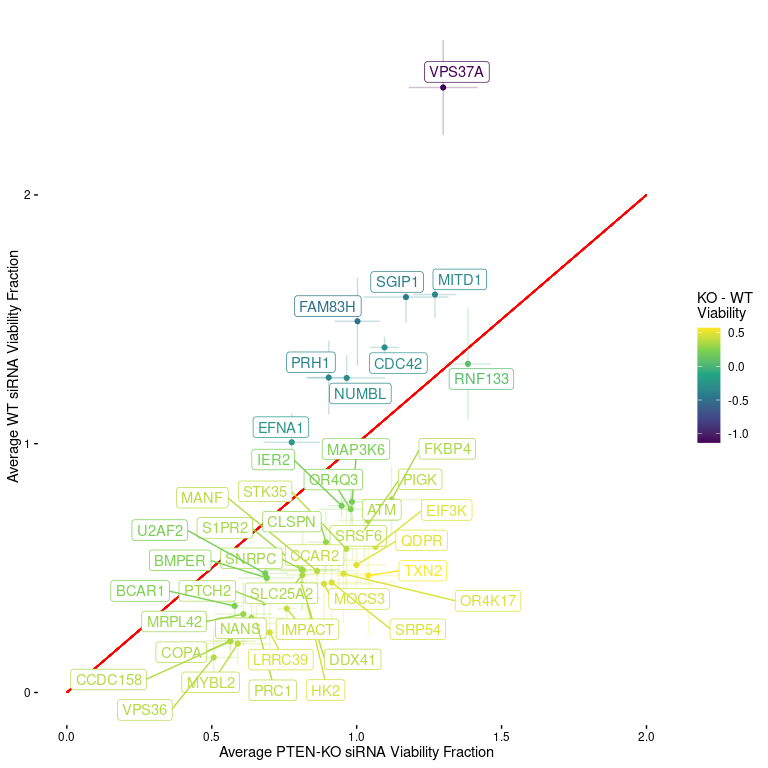 VPS37A
2
SGIP1
MITD1
FAM83H
KO - WT
Viability
0.5
0.0
-0.5
-1.0
PRH1
CDC42
RNF133
NUMBL
EFNA1
1
MAP3K6
FKBP4
IER2
OR4Q3
PIGK
STK35
MANF
ATM
EIF3K
CLSPN
S1PR2
U2AF2
SRSF6
QDPR
SNRPC
CCAR2
BMPER
TXN2
BCAR1
PTCH2
SLC25A2
MOCS3
OR4K17
MRPL42
NANS
IMPACT
SRP54
COPA
LRRC39
DDX41
CCDC158
MYBL2
PRC1
HK2
0
VPS36
0.0
0.5
1.0
1.5
2.0
Average PTEN-KO siRNA Viability Fraction
Average WT siRNA Viability Fraction